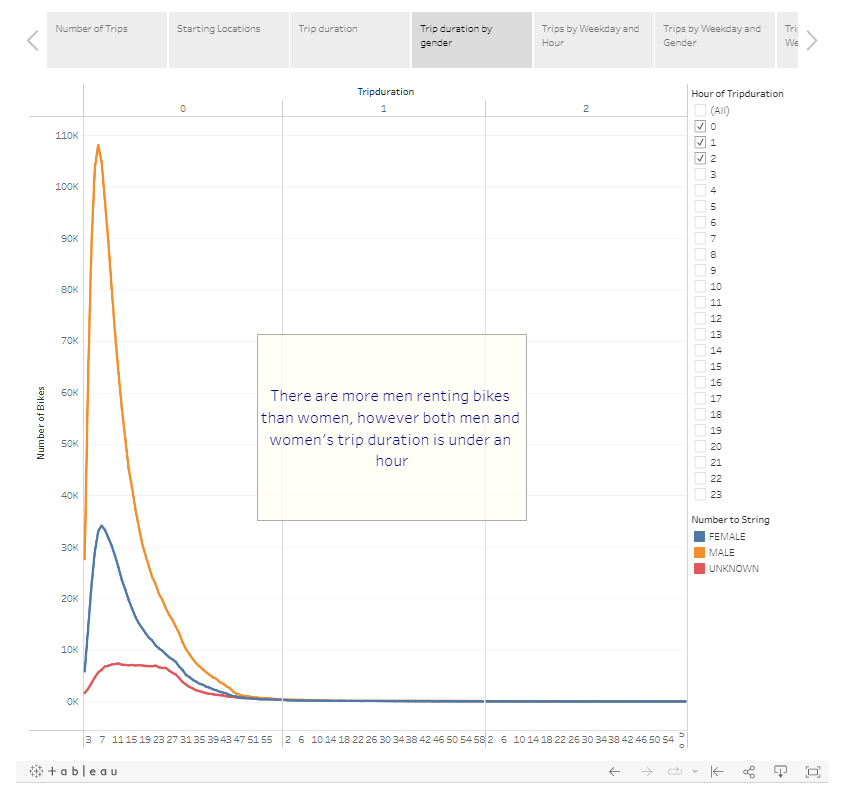 Number of Trips
Starting Locations
Trip duration
Trip duration by
gender
Trips by Weekday and
Hour
Trips by Weekday and
Gender
Tripduration
0 1 2
110K
100K
90K
80K
70K
60K
50K
40K
30K
20K
10K
0K
Number of Bikes
There are more men renting bikes
than women, however both men and
women's trip duration is under an
hour
3 7 11 15 19 23 27 31 35 39 43 47 51 55 2 6 10 14 18 22 26 30 34 38 42 46 50 54 58 2 6 10 14 18 22 26 30 34 38 42 46 50 54
Hour of Tripduration
(All)
0
1
2
3
4
5
6
7
8
9
10
11
12
13
14
15
16
17
18
19
20
21
22
23
Number to String
FEMALE
MALE
UNKNOWN
+ a b l e a u